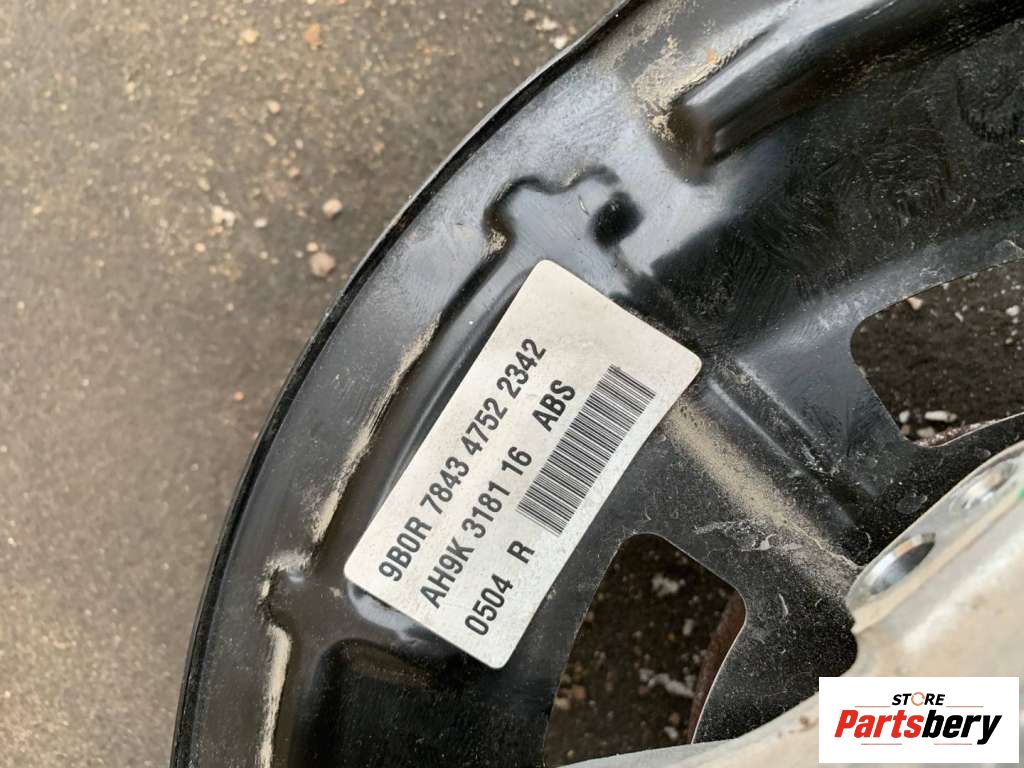 9B0R 7843 4752 2342
AH9K 3181 16 ABS
0504 R
STORE
Partsbery